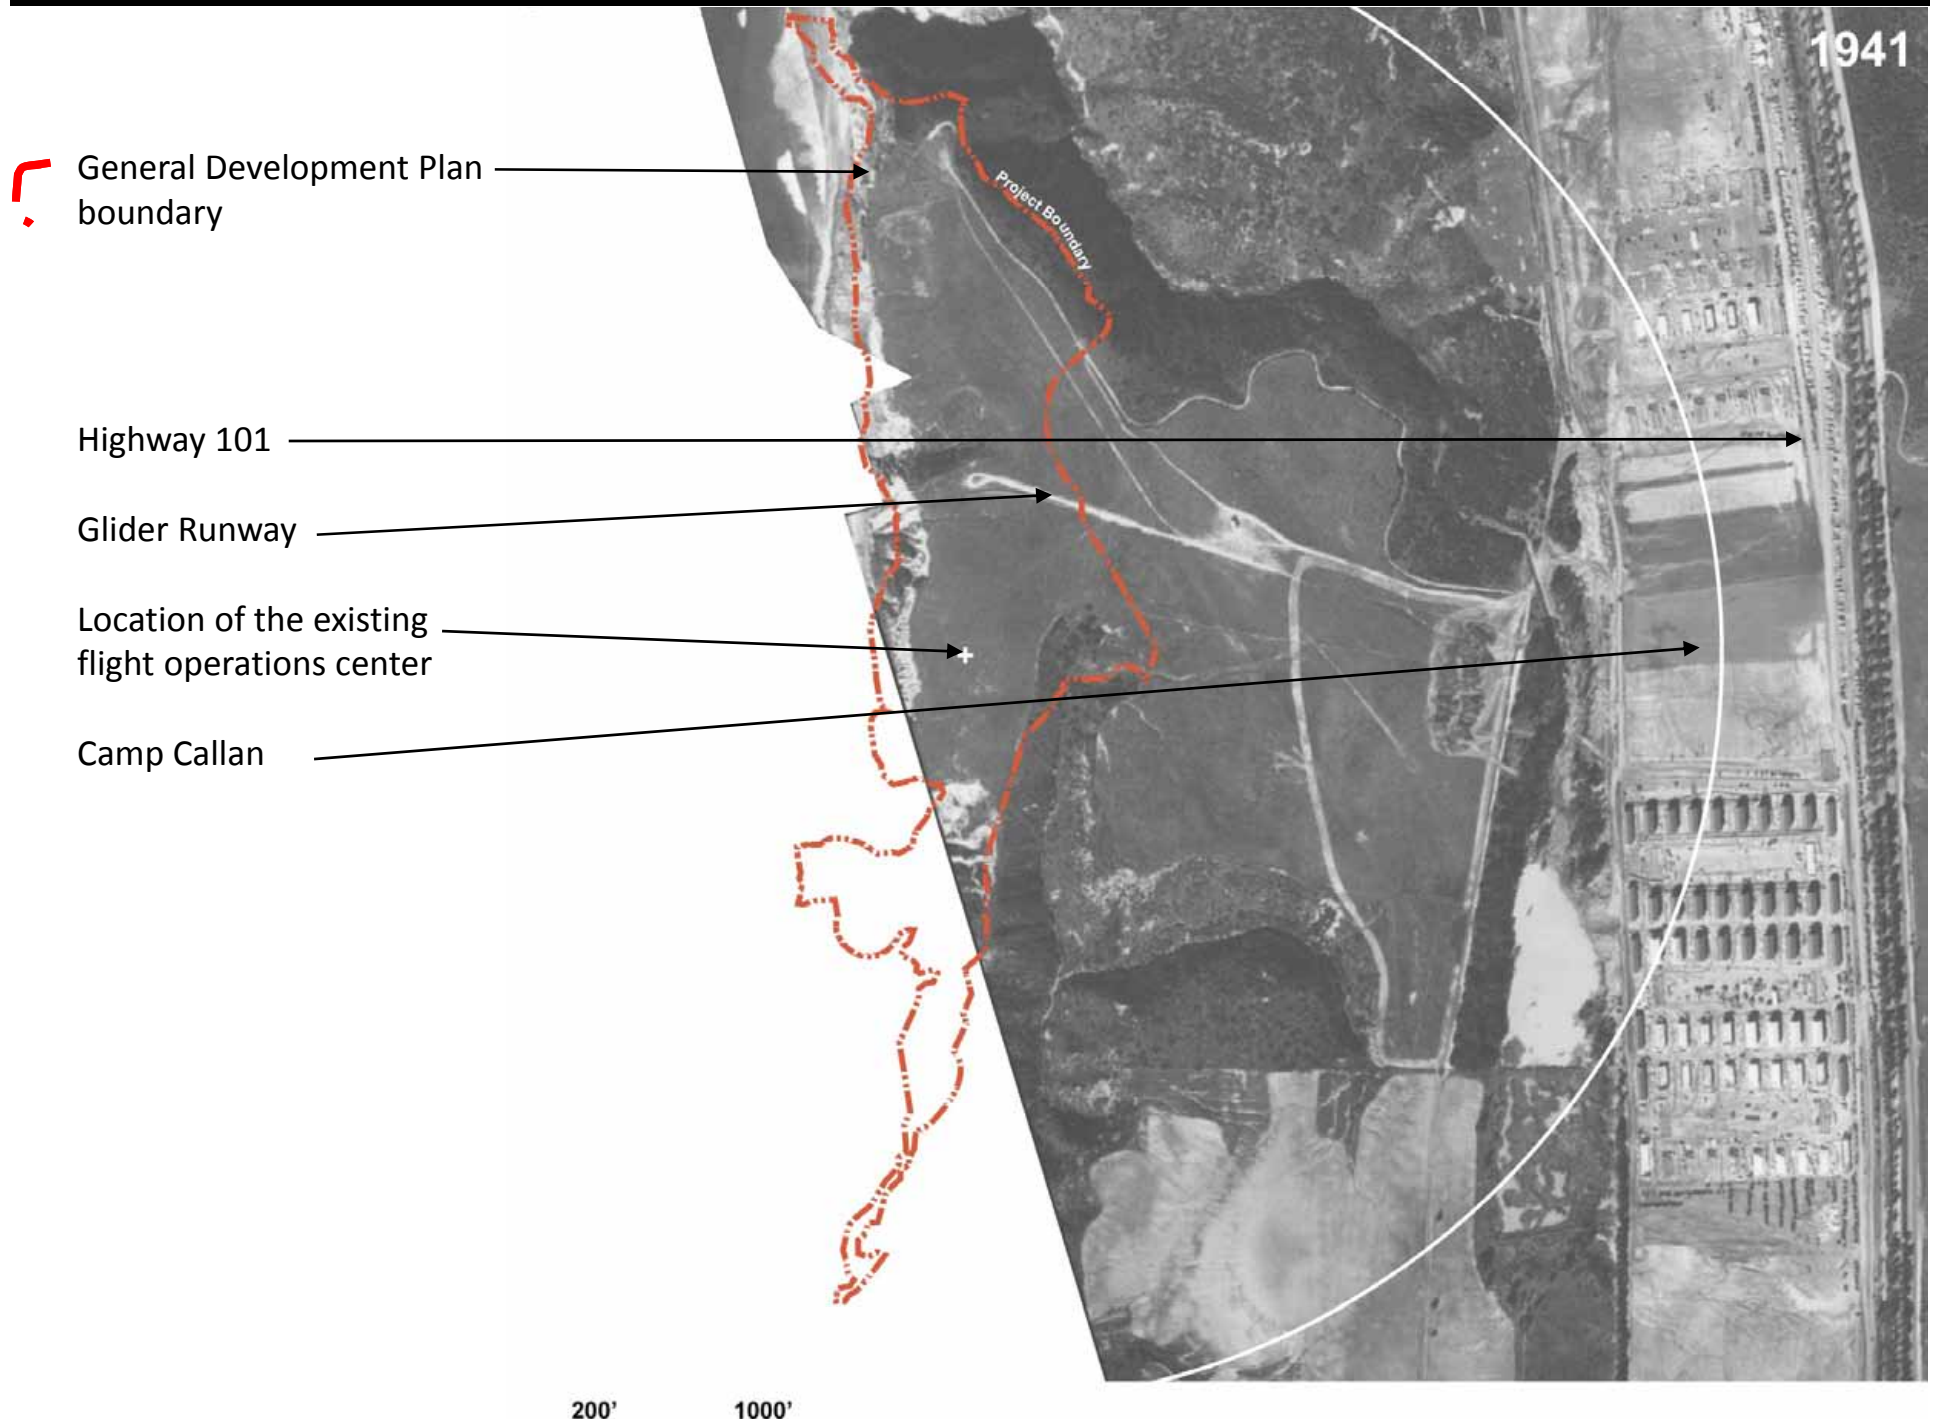 1941
General Development Plan
boundary
Project Boundary
Highway 101
Glider Runway
Location of the existing
flight operations center
Camp Callan
200' 1000'